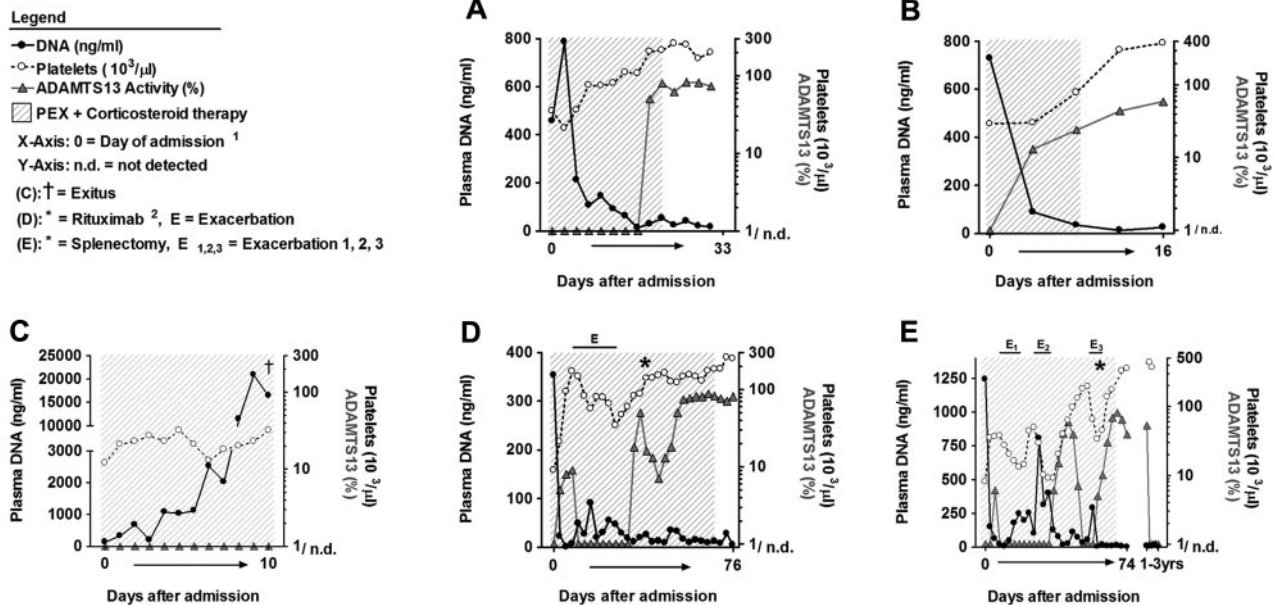 Legend
DNA (ng/ml)
Platelets (10³/µl)
ADAMTS13 Activity (%)
PEX + Corticosteroid therapy
X-Axis: 0 = Day of admission ¹
Y-Axis: n.d. = not detected
(C): † = Exitus
(D): * = Rituximab ², E = Exacerbation
(E): * = Splenectomy, E 1,2,3 = Exacerbation 1, 2, 3
A
Plasma DNA (ng/ml)
800
600
400
200
0
300
100
10
1/ n.d.
Platelets (10³/µl)
ADAMTS13 (%)
0
33
Days after admission
B
Plasma DNA (ng/ml)
800
600
400
200
0
400
100
10
1/ n.d.
Platelets (10³/µl)
ADAMTS13 (%)
0
16
Days after admission
C
Plasma DNA (ng/ml)
25000
20000
15000
10000
3000
2000
1000
0
†
300
100
10
1/ n.d.
Platelets (10³/µl)
ADAMTS13 (%)
0
10
Days after admission
D
E
*
Plasma DNA (ng/ml)
400
300
200
100
0
300
100
10
1/ n.d.
Platelets (10³/µl)
ADAMTS13 (%)
0
76
Days after admission
E
E₁
E₂
E₃
*
Plasma DNA (ng/ml)
1250
1000
750
500
250
0
500
100
10
1/ n.d.
Platelets (10³/µl)
ADAMTS13 (%)
0
74 1-3yrs
Days after admission